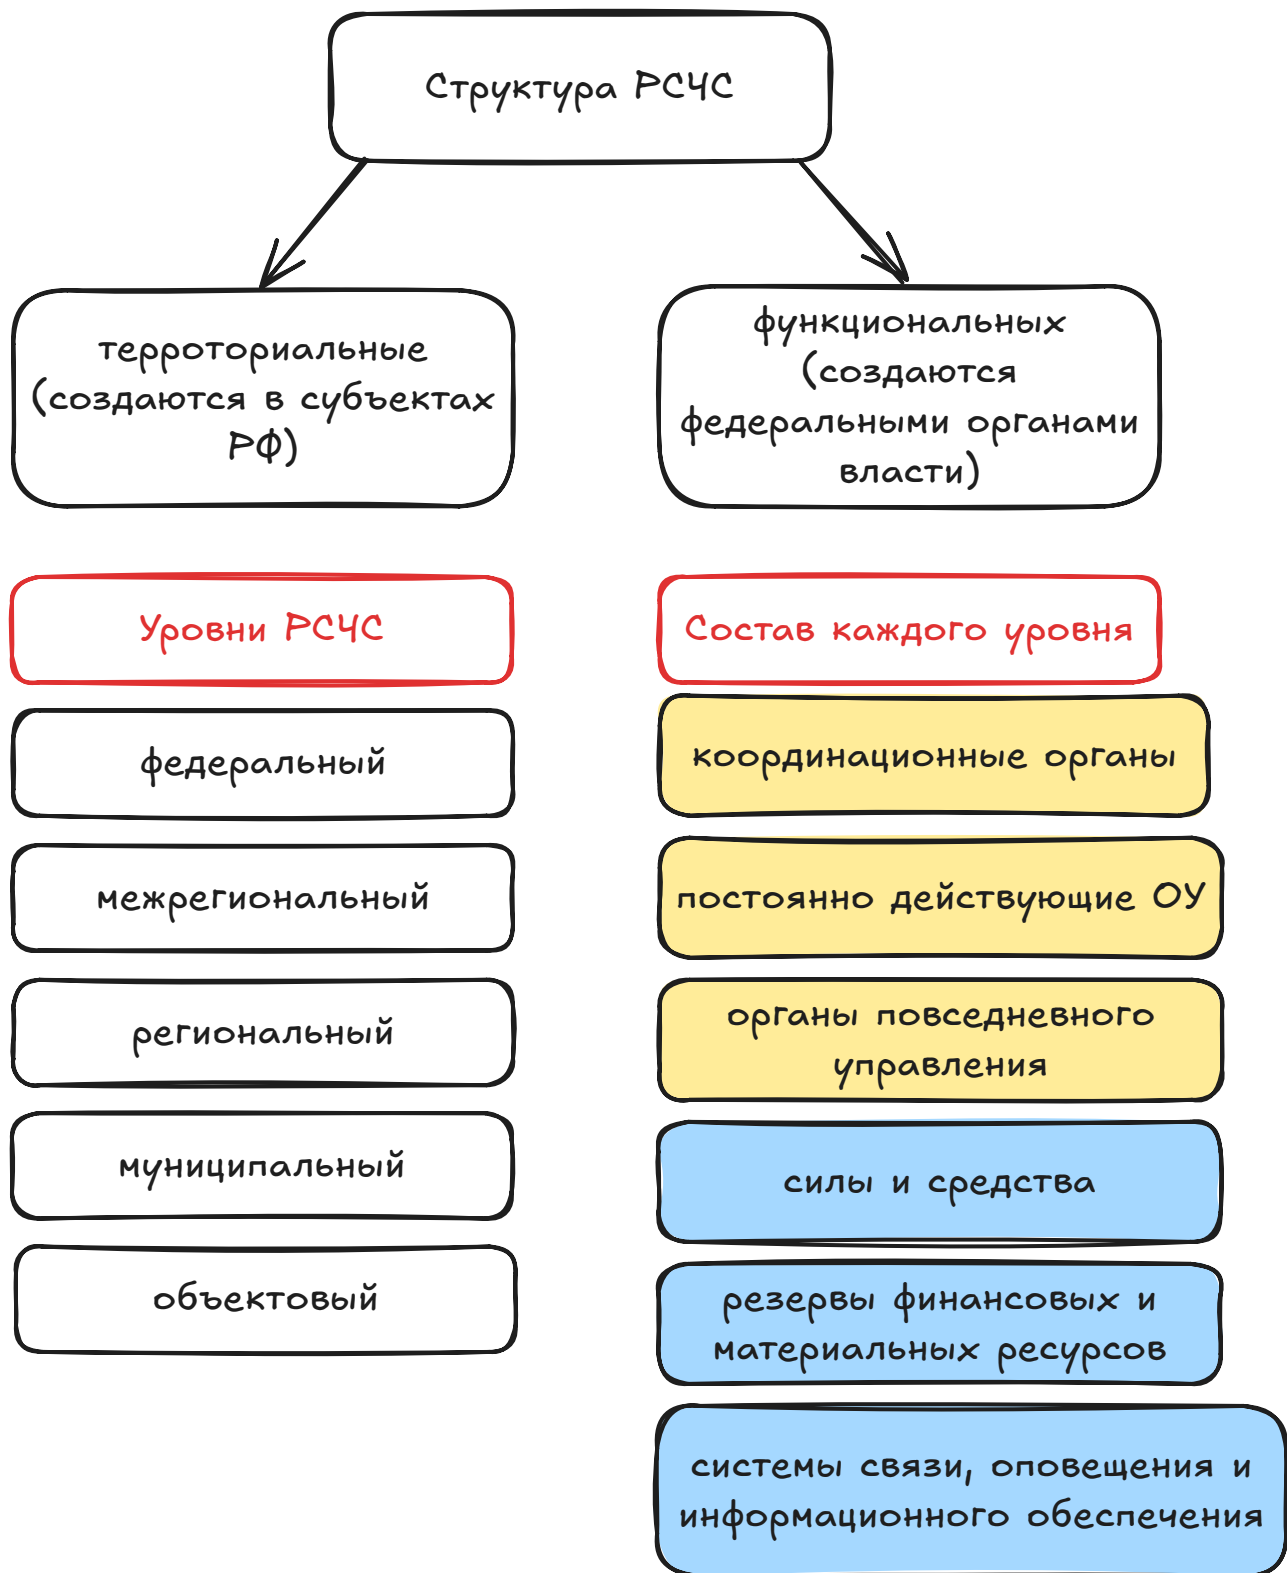 Структура РСЧС
терроториальные
(создаются в субъектах
РФ)
функциональных
(создаются
федеральными органами
власти)
Уровни РСЧС
федеральный
межрегиональный
региональный
муниципальный
объектовый
Состав каждого уровня
координационные органы
постоянно действующие ОУ
органы повседневного
управления
силы и средства
резервы финансовых и
материальных ресурсов
системы связи, оповещения и
информационного обеспечения